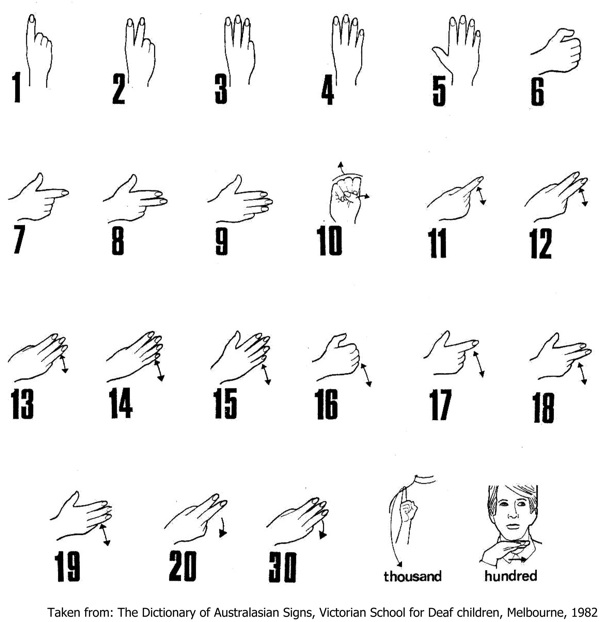 1 2 3 4 5 6
7 8 9 10 11 12
13 14 15 16 17 18
19 20 30 thousand hundred
Taken from: The Dictionary of Australasian Signs, Victorian School for Deaf children, Melbourne, 1982